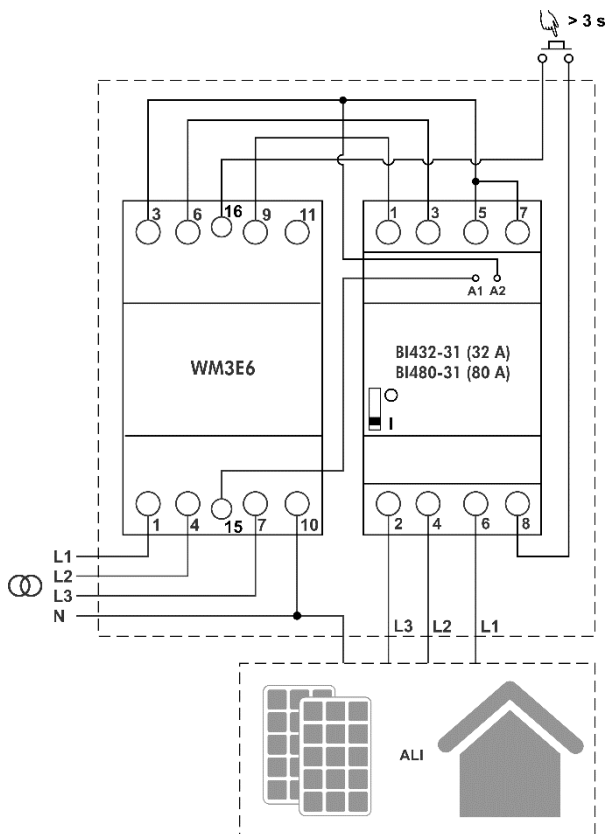 > 3 s
3 6 16 9 11
1 3 5 7
A1 A2
WM3E6
BI432-31 (32 A)
BI480-31 (80 A)
I
1 4 15 7 10
2 4 6 8
L1
L2
L3
N
L3 L2 L1
ALI